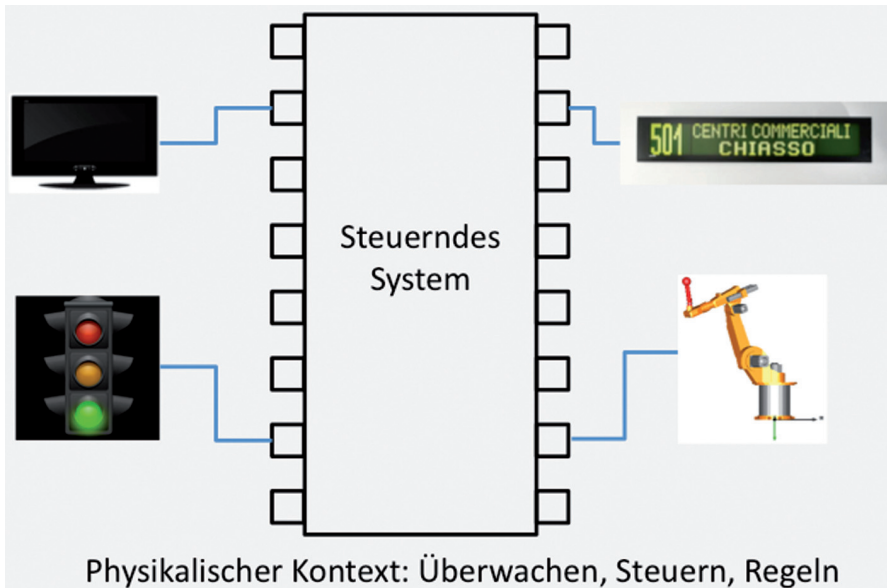 501 CENTRI COMMERCIALI
CHIASSO
Steuerndes
System
Physikalischer Kontext: Überwachen, Steuern, Regeln